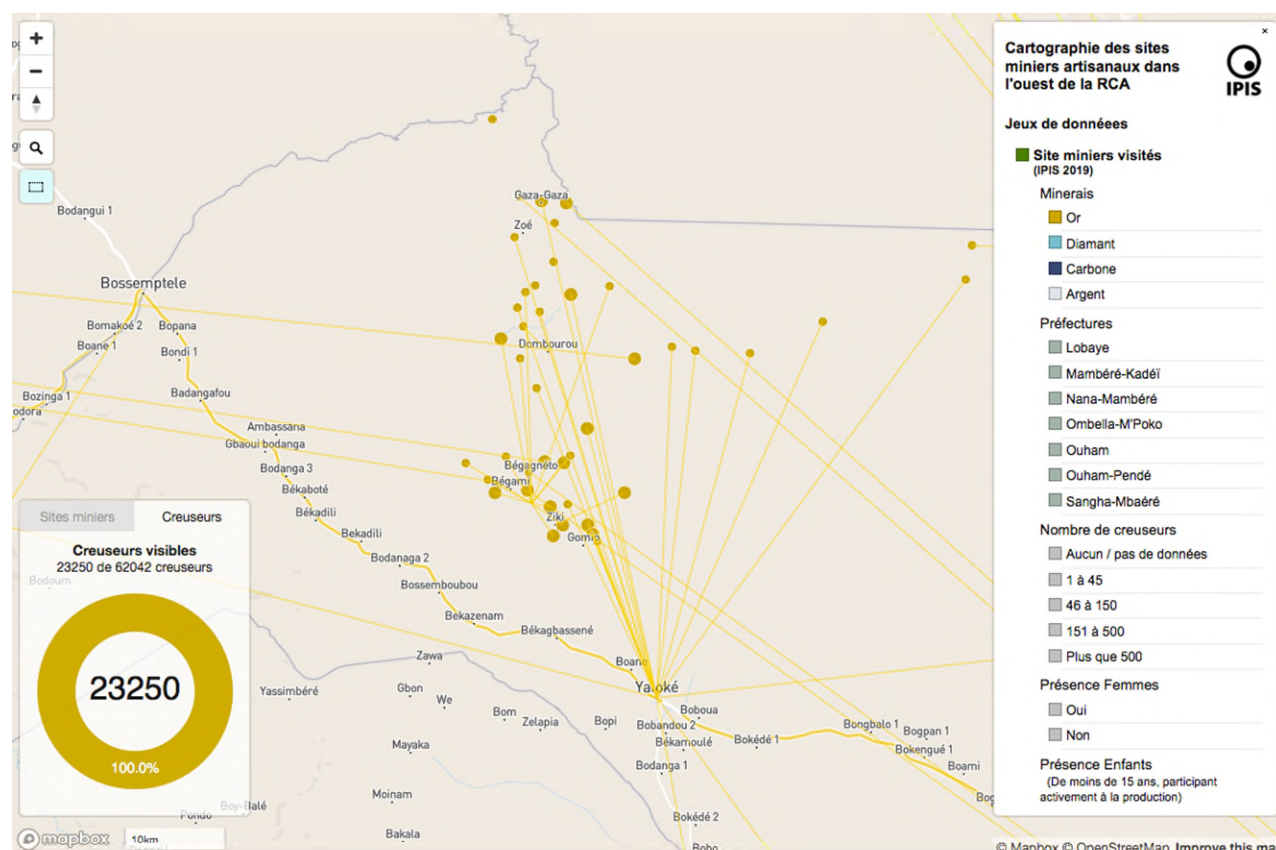 +
−
Gaza-Gaza
Zoé
Bodangui 1
Bossemptele
Bomakoé 2
Bopana
Boane 1
Bondi 1
Dombourou
Bozinga 1
Badangafou
odora
Ambassana
Gbaoui bodanga
Bodanga 3
Bégagnéto
Bégami
Békaboté
Békadili
Ziki
Gomio
Bekadili
Bodanaga 2
Bodoum
Bossemboubou
Bekazenam
Békagbassené
Zawa
Boane
Yaloké
Yassimbéré
Gbon
We
Bom
Zelapia
Bopi
Boboua
Bobandou 2
Békamoulé
Bokédé 1
Bongbalo 1
Bogpan 1
Bokengué 1
Boami
Mayaka
Bodanga 1
Moinam
Boy-Balé
Pondo
Bokédé 2
Bakala
Bobo
Sites miniers
Creuseurs
Creuseurs visibles
23250 de 62042 creuseurs
23250
100.0%
mapbox
10km
×
Cartographie des sites
miniers artisanaux dans
l'ouest de la RCA
IPIS
Jeux de donnéees
Site miniers visités
(IPIS 2019)
Minerais
Or
Diamant
Carbone
Argent
Préfectures
Lobaye
Mambéré-Kadéï
Nana-Mambéré
Ombella-M'Poko
Ouham
Ouham-Pendé
Sangha-Mbaéré
Nombre de creuseurs
Aucun / pas de données
1 à 45
46 à 150
151 à 500
Plus que 500
Présence Femmes
Oui
Non
Présence Enfants
(De moins de 15 ans, participant
activement à la production)
© Mapbox © OpenStreetMap Improve this ma